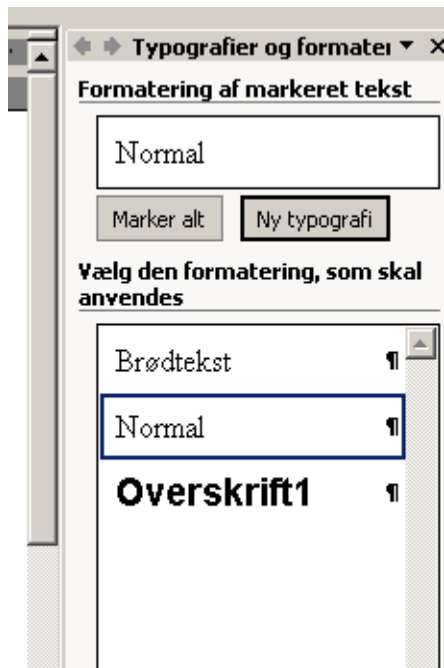 Typografier og formater
Formatering af markeret tekst
Normal
Marker alt
Ny typografi
Vælg den formatering, som skal
anvendes
Brødtekst ¶
Normal ¶
Overskrift1 ¶